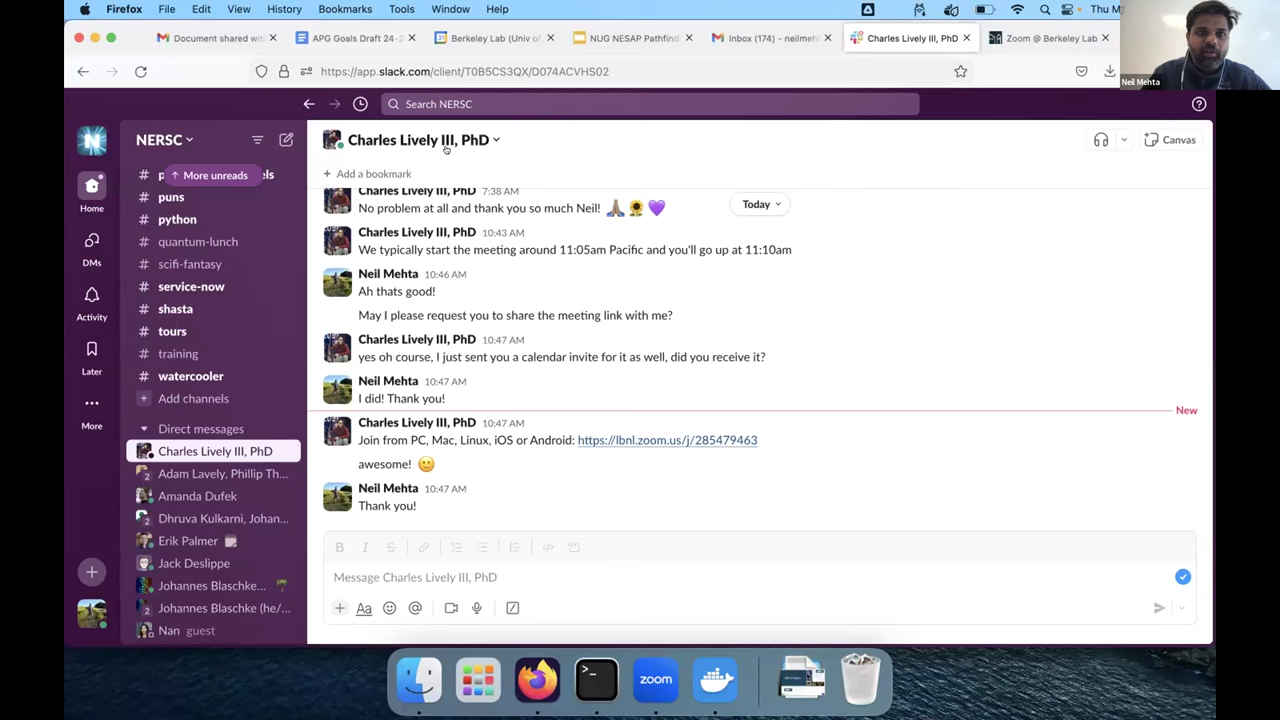 Firefox File Edit View History Bookmarks Tools Window Help
Thu M
Document shared wit
APG Goals Draft 24-2
Berkeley Lab (Univ of
NUG NESAP Pathfind
Inbox (174) - neilmeh
Charles Lively III, PhD
Zoom @ Berkeley Lab
https://app.slack.com/client/T0B5CS3QX/D074ACVHS02
Neil Mehta
Search NERSC
NERSC
More unreads
els
# puns
# python
# quantum-lunch
# scifi-fantasy
# service-now
# shasta
# tours
# training
# watercooler
+ Add channels
Direct messages
Charles Lively III, PhD
2 Adam Lavely, Phillip Th...
Amanda Dufek
2 Dhruva Kulkarni, Johan...
Erik Palmer
Jack Deslippe
Johannes Blaschke...
2 Johannes Blaschke (he/...
Nan guest
Home
DMs
Activity
Later
More
Charles Lively III, PhD
Canvas
+ Add a bookmark
Charles Lively III, PhD 7:38 AM
No problem at all and thank you so much Neil! 🙏🏽 🌻 💜
Today
Charles Lively III, PhD 10:43 AM
We typically start the meeting around 11:05am Pacific and you'll go up at 11:10am
Neil Mehta 10:46 AM
Ah thats good!
May I please request you to share the meeting link with me?
Charles Lively III, PhD 10:47 AM
yes oh course, I just sent you a calendar invite for it as well, did you receive it?
Neil Mehta 10:47 AM
I did! Thank you!
New
Charles Lively III, PhD 10:47 AM
Join from PC, Mac, Linux, iOS or Android: https://lbnl.zoom.us/j/285479463
awesome! 🙂
Neil Mehta 10:47 AM
Thank you!
B I S
Message Charles Lively III, PhD
+ Aa @
zoom